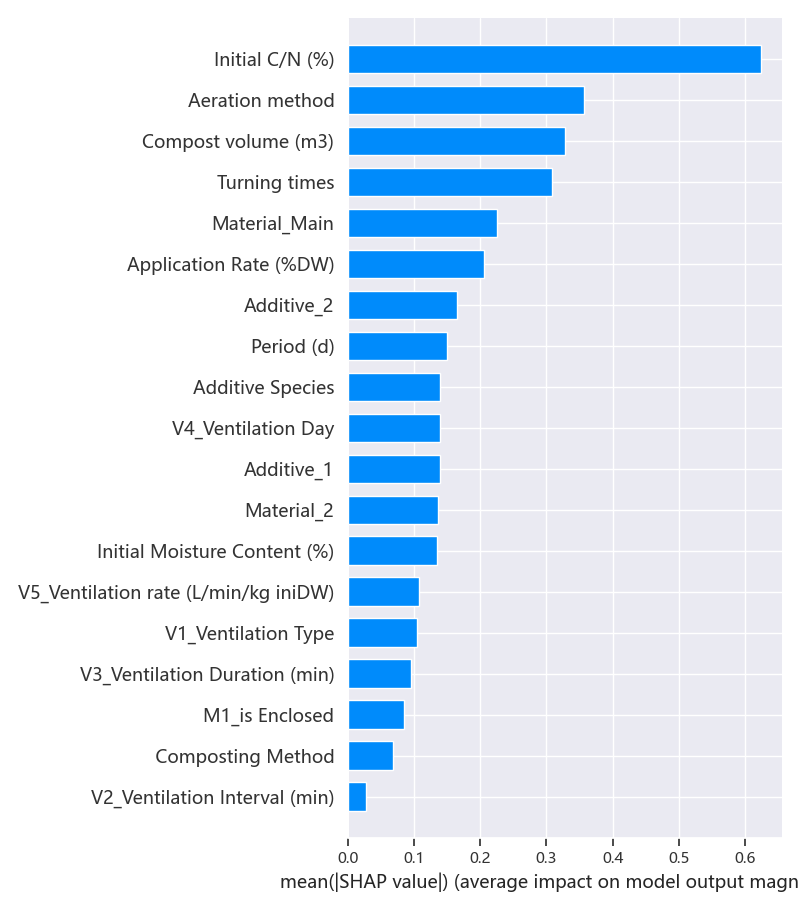 Initial C/N (%)
Aeration method
Compost volume (m3)
Turning times
Material_Main
Application Rate (%DW)
Additive_2
Period (d)
Additive Species
V4_Ventilation Day
Additive_1
Material_2
Initial Moisture Content (%)
V5_Ventilation rate (L/min/kg iniDW)
V1_Ventilation Type
V3_Ventilation Duration (min)
M1_is Enclosed
Composting Method
V2_Ventilation Interval (min)
0.0 0.1 0.2 0.3 0.4 0.5 0.6
mean(|SHAP value|) (average impact on model output magn